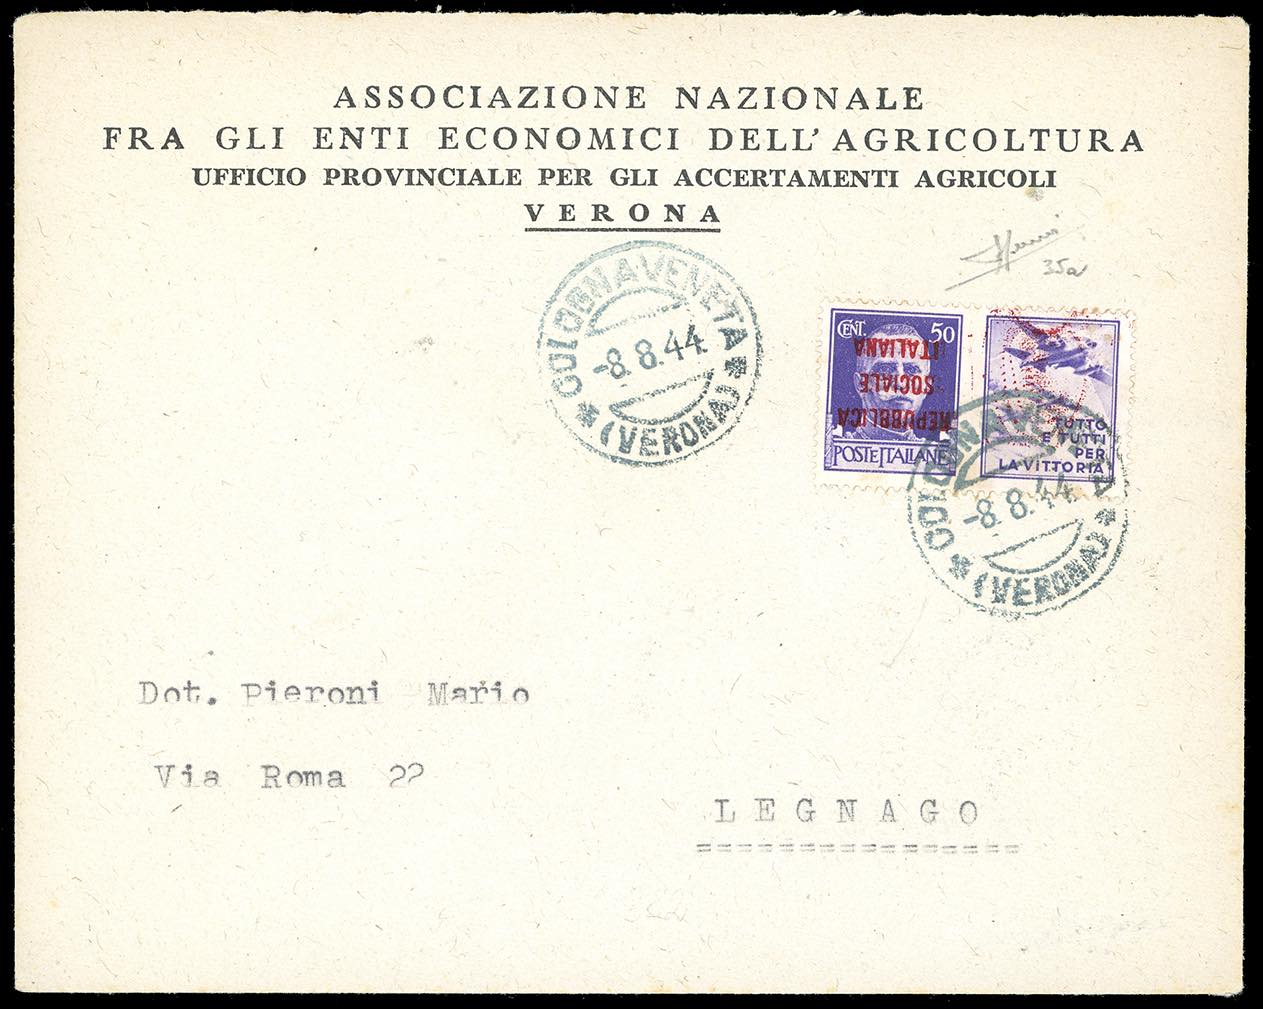 ASSOCIAZIONE NAZIONALE
FRA GLI ENTI ECONOMICI DELL'AGRICOLTURA
UFFICIO PROVINCIALE PER GLI ACCERTAMENTI AGRICOLI
VERONA
35a
COLOGNA VENETA
-8.8.44
(VERONA)
CENT. 50
REPUBBLICA
SOCIALE
ITALIANA
POSTE ITALIANE
TUTTO
E TUTTI
PER
LA VITTORIA
COLOGNA VENETA
-8.8.44
(VERONA)
Dot. Pieroni Mario
Via Roma 22
LEGNAGO
================